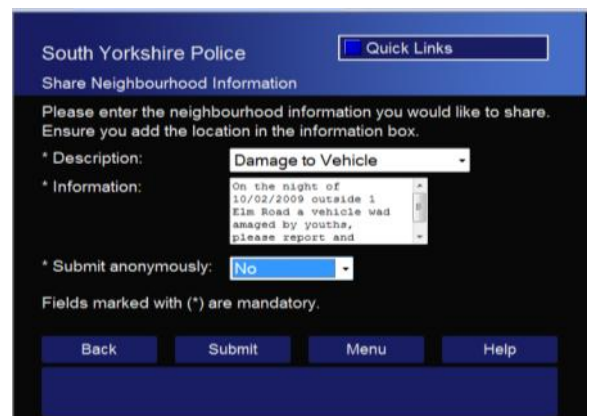 South Yorkshire Police
Quick Links
Share Neighbourhood Information
Please enter the neighbourhood information you would like to share.
Ensure you add the location in the information box.
* Description:
Damage to Vehicle
* Information:
On the night of
10/02/2009 outside 1
Elm Road a vehicle wad
amaged by youths,
please report and
* Submit anonymously:
No
Fields marked with (*) are mandatory.
Back
Submit
Menu
Help